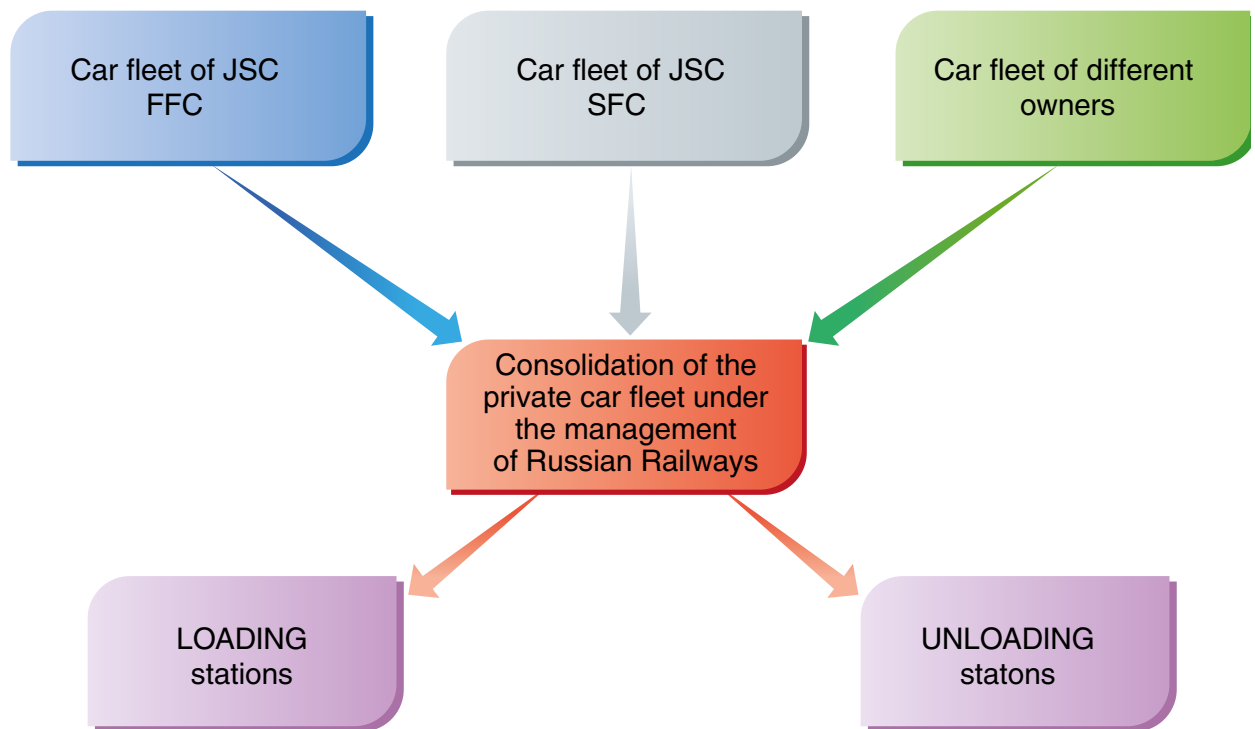 Car fleet of JSC
FFC
Car fleet of JSC
SFC
Car fleet of different
owners
Consolidation of the
private car fleet under
the management
of Russian Railways
LOADING
stations
UNLOADING
statons